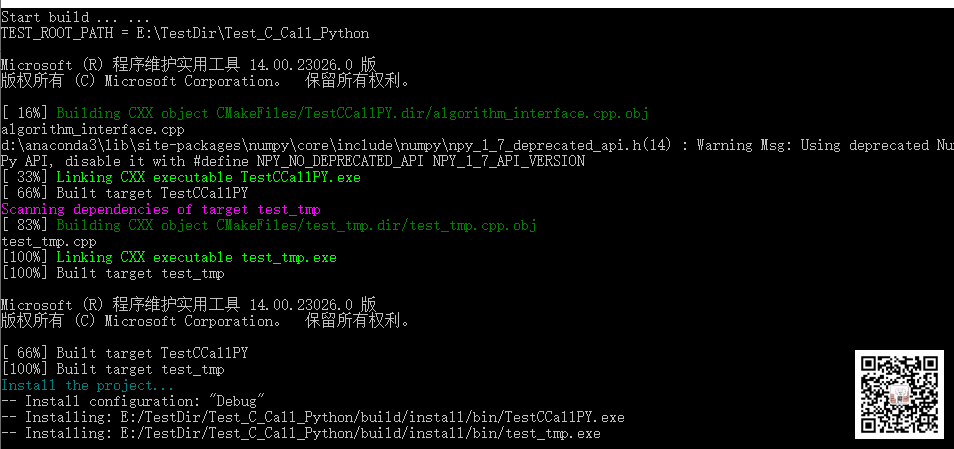 Start build ... ...
TEST_ROOT_PATH = E:\TestDir\Test_C_Call_Python
Microsoft (R) 程序维护实用工具 14.00.23026.0 版
版权所有 (C) Microsoft Corporation。  保留所有权利。
[ 16%] Building CXX object CMakeFiles/TestCCallPY.dir/algorithm_interface.cpp.obj
algorithm_interface.cpp
d:\anaconda3\lib\site-packages\numpy\core\include\numpy\npy_1_7_deprecated_api.h(14) : Warning Msg: Using deprecated Num
Py API, disable it with #define NPY_NO_DEPRECATED_API NPY_1_7_API_VERSION
[ 33%] Linking CXX executable TestCCallPY.exe
[ 66%] Built target TestCCallPY
Scanning dependencies of target test_tmp
[ 83%] Building CXX object CMakeFiles/test_tmp.dir/test_tmp.cpp.obj
test_tmp.cpp
[100%] Linking CXX executable test_tmp.exe
[100%] Built target test_tmp
Microsoft (R) 程序维护实用工具 14.00.23026.0 版
版权所有 (C) Microsoft Corporation。  保留所有权利。
[ 66%] Built target TestCCallPY
[100%] Built target test_tmp
Install the project...
-- Install configuration: "Debug"
-- Installing: E:/TestDir/Test_C_Call_Python/build/install/bin/TestCCallPY.exe
-- Installing: E:/TestDir/Test_C_Call_Python/build/install/bin/test_tmp.exe